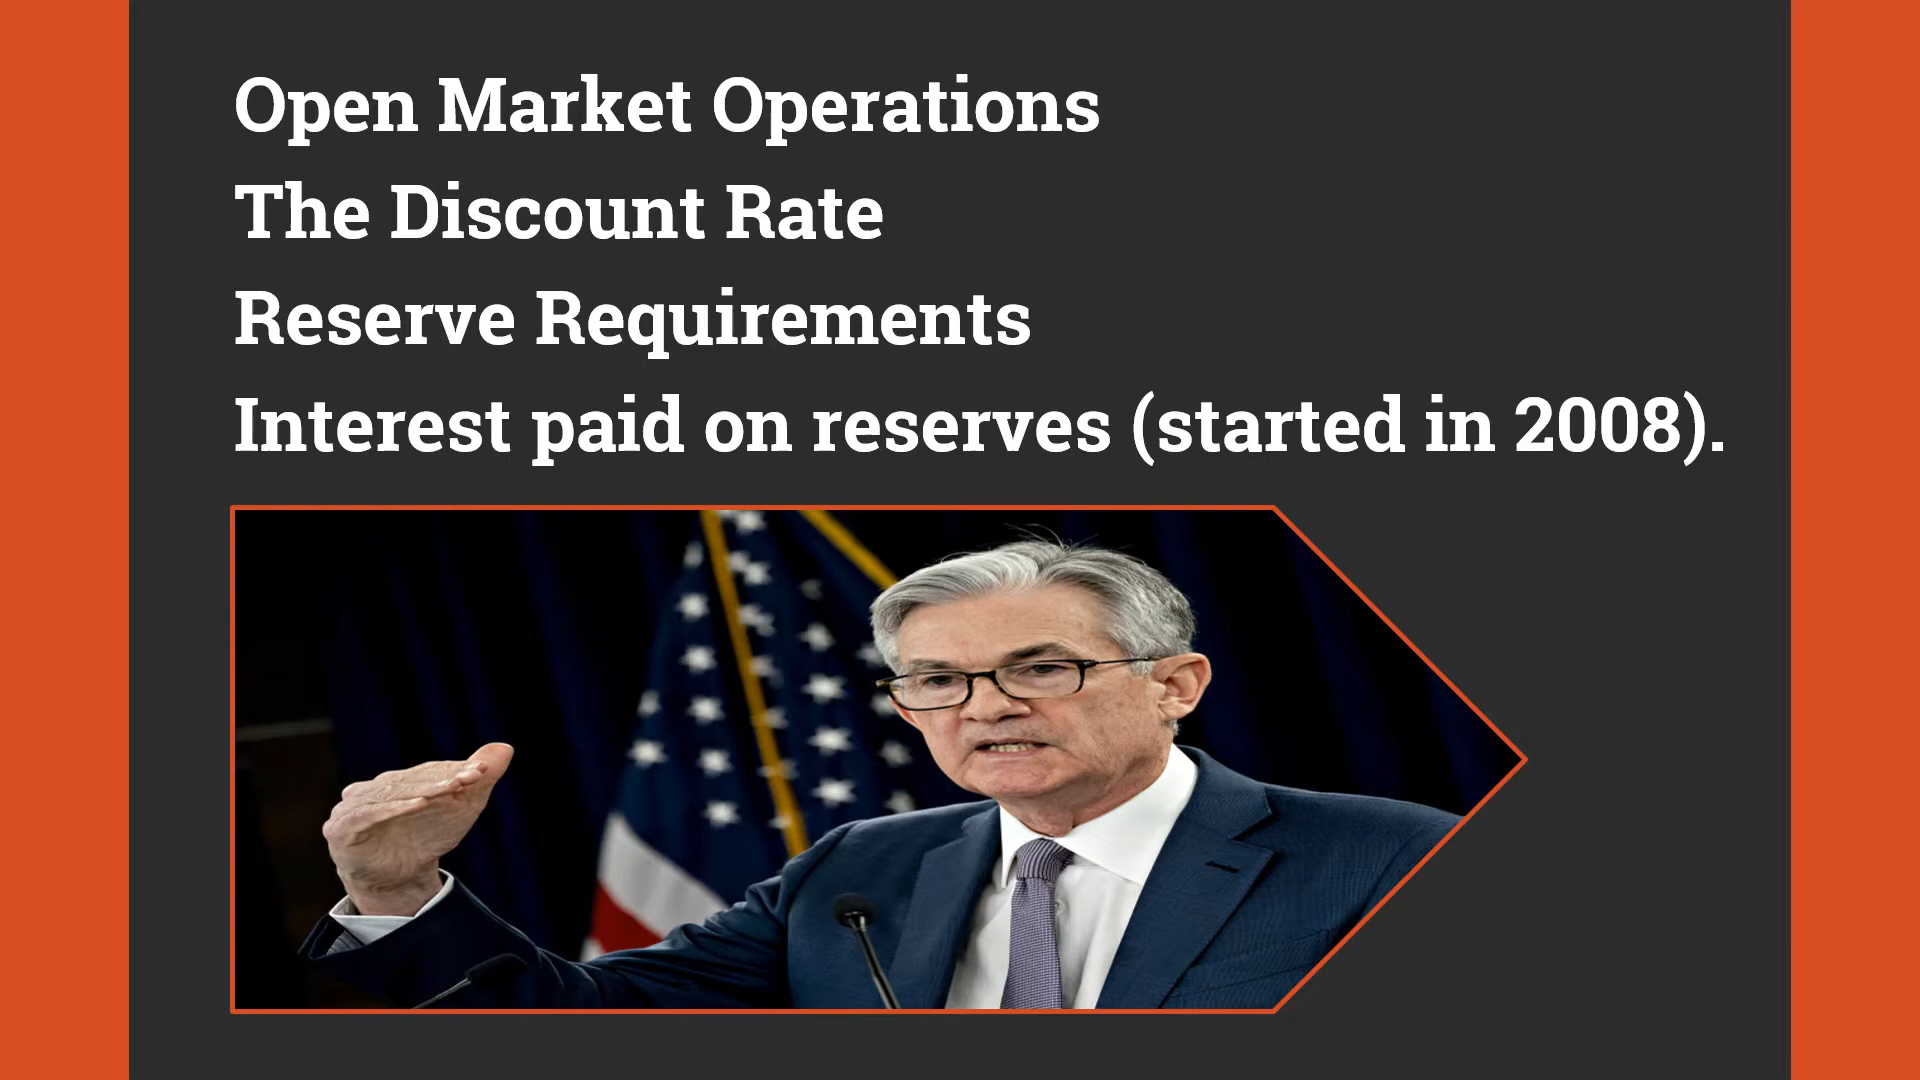 Open Market Operations
The Discount Rate
Reserve Requirements
Interest paid on reserves (started in 2008).